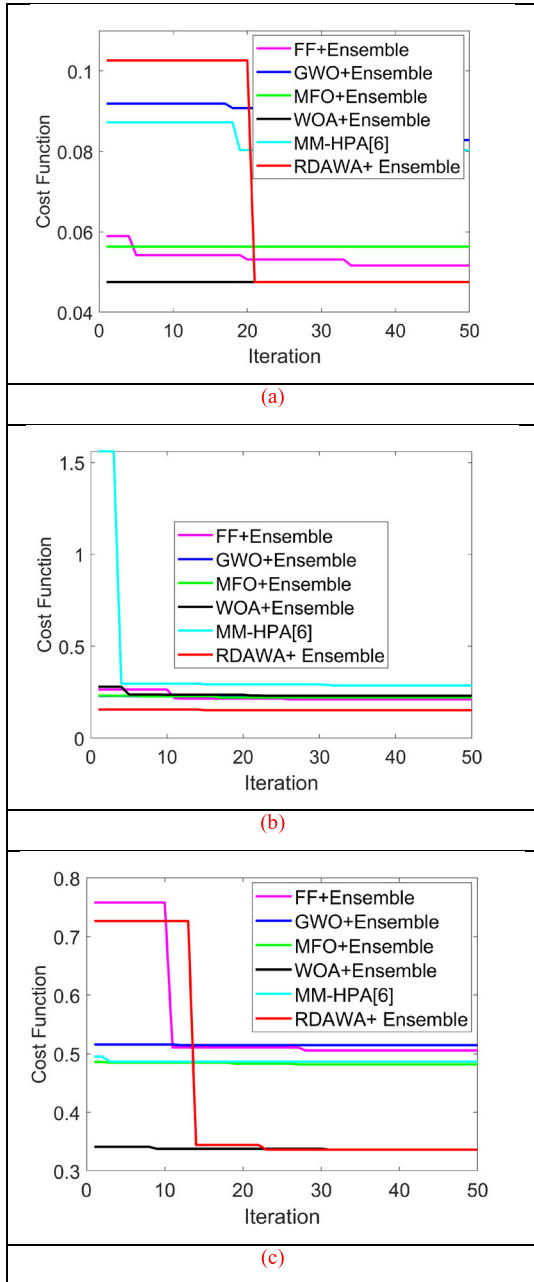 FF+Ensemble
GWO+Ensemble
MFO+Ensemble
WOA+Ensemble
MM-HPA[6]
RDAWA+ Ensemble
Cost Function
0.1
0.08
0.06
0.04
0 10 20 30 40 50
Iteration
(a)
FF+Ensemble
GWO+Ensemble
MFO+Ensemble
WOA+Ensemble
MM-HPA[6]
RDAWA+ Ensemble
Cost Function
1.5
1
0.5
0
0 10 20 30 40 50
Iteration
(b)
FF+Ensemble
GWO+Ensemble
MFO+Ensemble
WOA+Ensemble
MM-HPA[6]
RDAWA+ Ensemble
Cost Function
0.8
0.7
0.6
0.5
0.4
0.3
0 10 20 30 40 50
Iteration
(c)